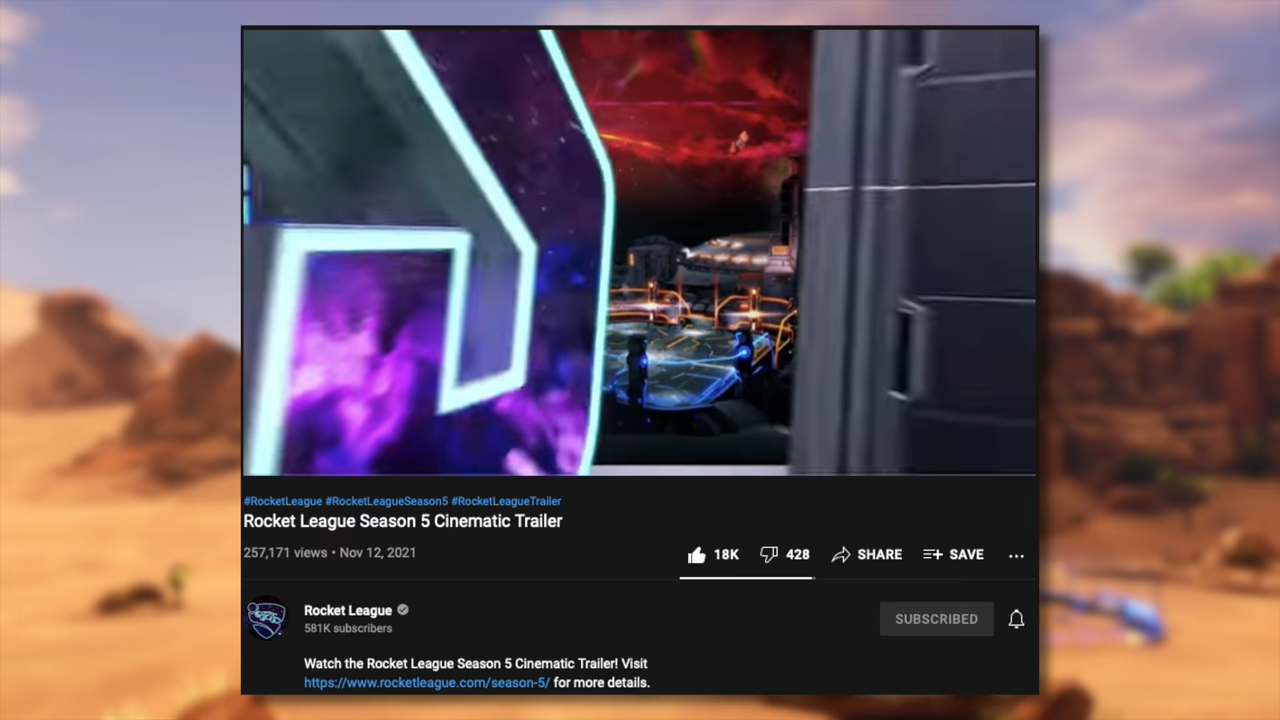 #RocketLeague #RocketLeagueSeason5 #RocketLeagueTrailer
Rocket League Season 5 Cinematic Trailer
257,171 views • Nov 12, 2021
18K 428 SHARE SAVE
Rocket League
581K subscribers
SUBSCRIBED
Watch the Rocket League Season 5 Cinematic Trailer! Visit
https://www.rocketleague.com/season-5/ for more details.